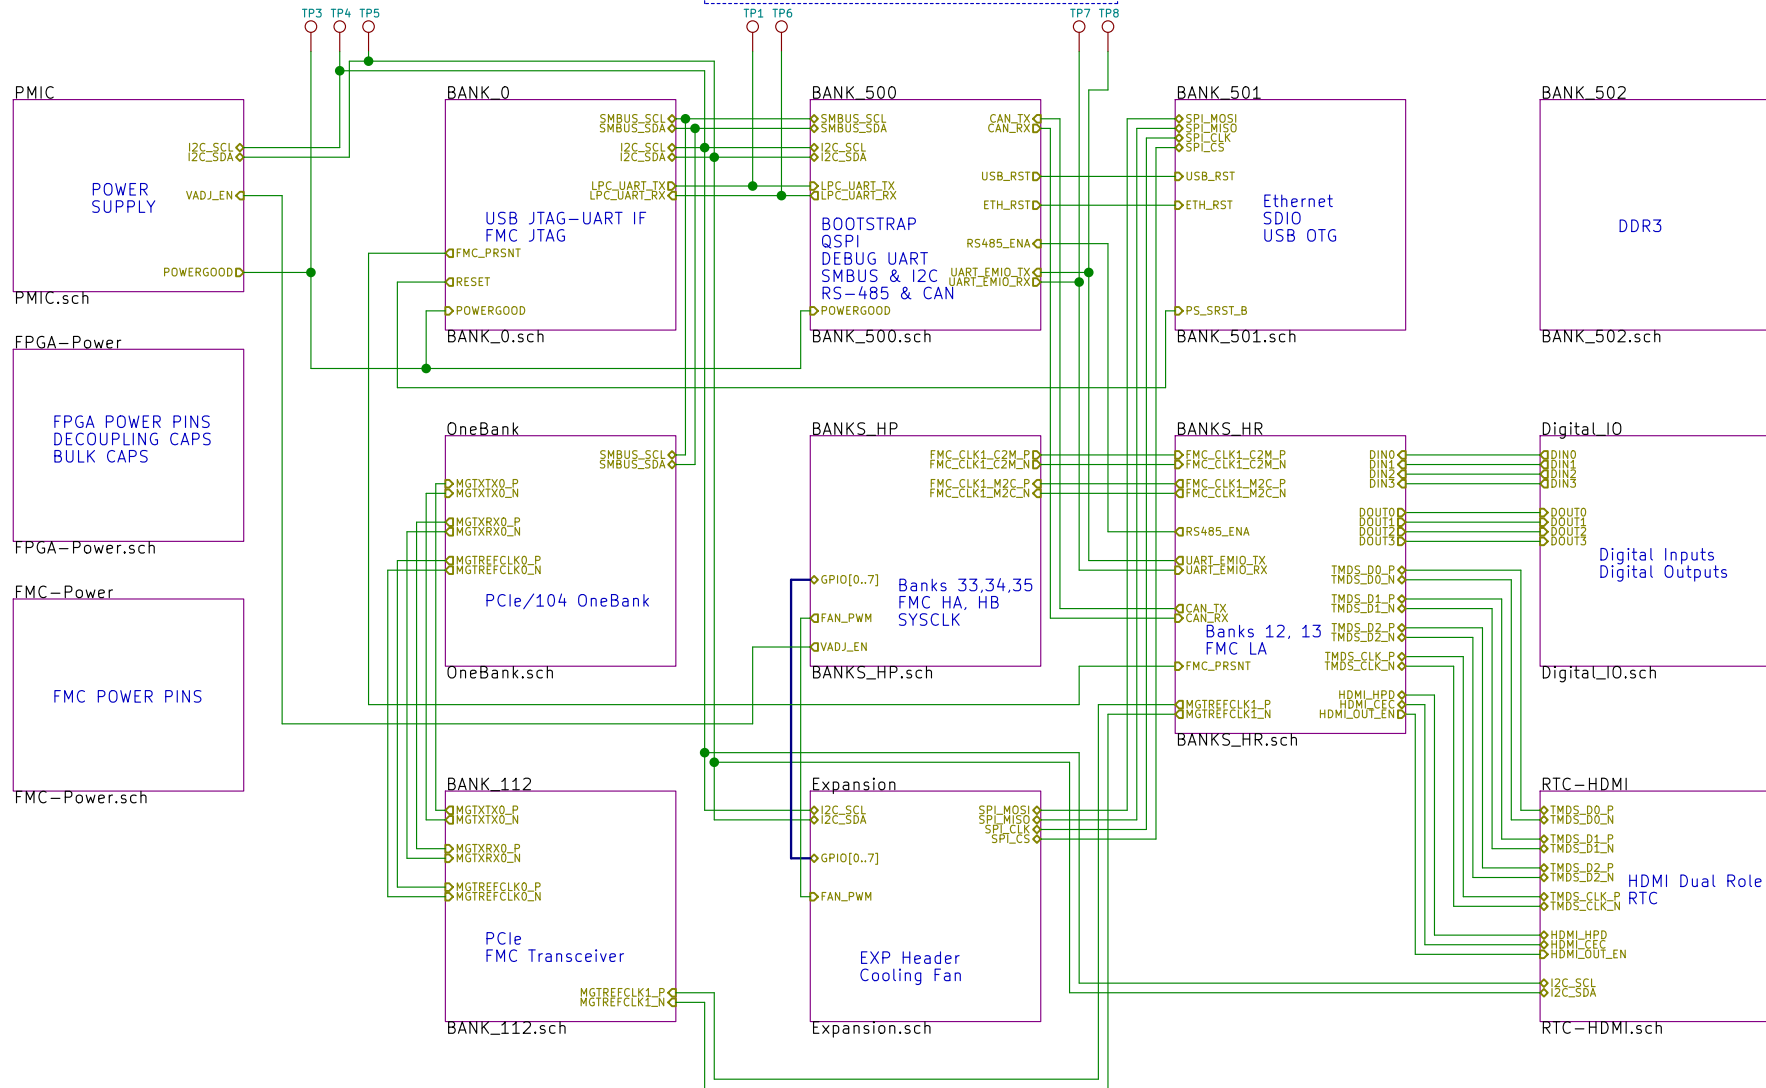 TP3
TP4
TP5
TP1
TP6
TP7
TP8
PMIC
I2C_SCL
I2C_SDA
VADJ_EN
POWERGOOD
POWER
SUPPLY
PMIC.sch
BANK_0
SMBUS_SCL
SMBUS_SDA
I2C_SCL
I2C_SDA
LPC_UART_TX
LPC_UART_RX
USB JTAG-UART IF
FMC JTAG
FMC_PRSNT
RESET
POWERGOOD
BANK_0.sch
BANK_500
SMBUS_SCL
SMBUS_SDA
I2C_SCL
I2C_SDA
LPC_UART_TX
LPC_UART_RX
CAN_TX
CAN_RX
USB_RST
ETH_RST
RS485_ENA
UART_EMIO_TX
UART_EMIO_RX
BOOTSTRAP
QSPI
DEBUG UART
SMBUS & I2C
RS-485 & CAN
POWERGOOD
BANK_500.sch
BANK_501
SPI_MOSI
SPI_MISO
SPI_CLK
SPI_CS
USB_RST
ETH_RST
Ethernet
SDIO
USB OTG
PS_SRST_B
BANK_501.sch
BANK_502
DDR3
BANK_502.sch
FPGA-Power
FPGA POWER PINS
DECOUPLING CAPS
BULK CAPS
FPGA-Power.sch
OneBank
SMBUS_SCL
SMBUS_SDA
MGTXTX0_P
MGTXTX0_N
MGTXRX0_P
MGTXRX0_N
MGTREFCLK0_P
MGTREFCLK0_N
PCIe/104 OneBank
OneBank.sch
BANKS_HP
FMC_CLK1_C2M_P
FMC_CLK1_C2M_N
FMC_CLK1_M2C_P
FMC_CLK1_M2C_N
GPIO[0..7]
FAN_PWM
VADJ_EN
Banks 33,34,35
FMC HA, HB
SYSCLK
BANKS_HP.sch
BANKS_HR
FMC_CLK1_C2M_P
FMC_CLK1_C2M_N
FMC_CLK1_M2C_P
FMC_CLK1_M2C_N
RS485_ENA
UART_EMIO_TX
UART_EMIO_RX
CAN_TX
CAN_RX
Banks 12, 13
FMC LA
FMC_PRSNT
MGTREFCLK1_P
MGTREFCLK1_N
DIN0
DIN1
DIN2
DIN3
DOUT0
DOUT1
DOUT2
DOUT3
TMDS_D0_P
TMDS_D0_N
TMDS_D1_P
TMDS_D1_N
TMDS_D2_P
TMDS_D2_N
TMDS_CLK_P
TMDS_CLK_N
HDMI_HPD
HDMI_CEC
HDMI_OUT_EN
BANKS_HR.sch
Digital_IO
DIN0
DIN1
DIN2
DIN3
DOUT0
DOUT1
DOUT2
DOUT3
Digital Inputs
Digital Outputs
Digital_IO.sch
FMC-Power
FMC POWER PINS
FMC-Power.sch
BANK_112
MGTXTX0_P
MGTXTX0_N
MGTXRX0_P
MGTXRX0_N
MGTREFCLK0_P
MGTREFCLK0_N
PCIe
FMC Transceiver
MGTREFCLK1_P
MGTREFCLK1_N
BANK_112.sch
Expansion
I2C_SCL
I2C_SDA
GPIO[0..7]
FAN_PWM
SPI_MOSI
SPI_MISO
SPI_CLK
SPI_CS
EXP Header
Cooling Fan
Expansion.sch
RTC-HDMI
TMDS_D0_P
TMDS_D0_N
TMDS_D1_P
TMDS_D1_N
TMDS_D2_P
TMDS_D2_N
TMDS_CLK_P
TMDS_CLK_N
HDMI Dual Role
RTC
HDMI_HPD
HDMI_CEC
HDMI_OUT_EN
I2C_SCL
I2C_SDA
RTC-HDMI.sch